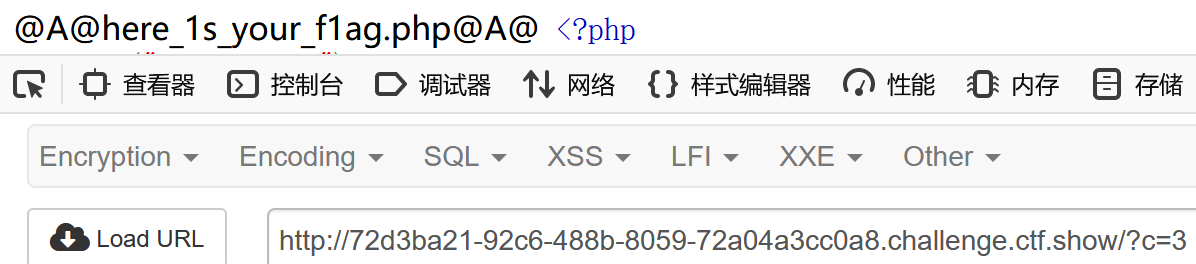 @A@here_1s_your_f1ag.php@A@ <?php
查看器 控制台 调试器 网络 样式编辑器 性能 内存 存储
Encryption Encoding SQL XSS LFI XXE Other
Load URL http://72d3ba21-92c6-488b-8059-72a04a3cc0a8.challenge.ctf.show/?c=3